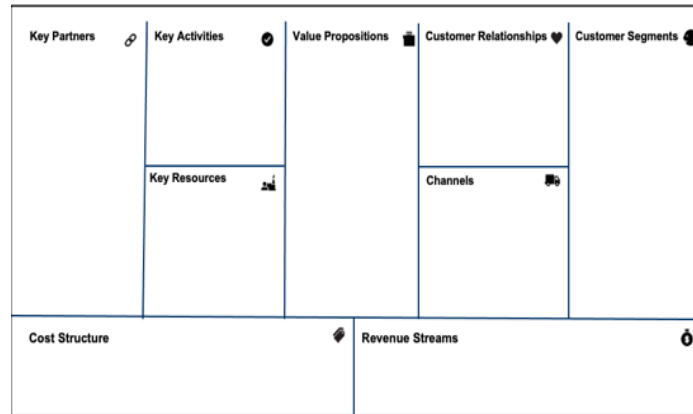 Key Partners
Key Activities
Value Propositions
Customer Relationships
Customer Segments
Key Resources
Channels
Cost Structure
Revenue Streams